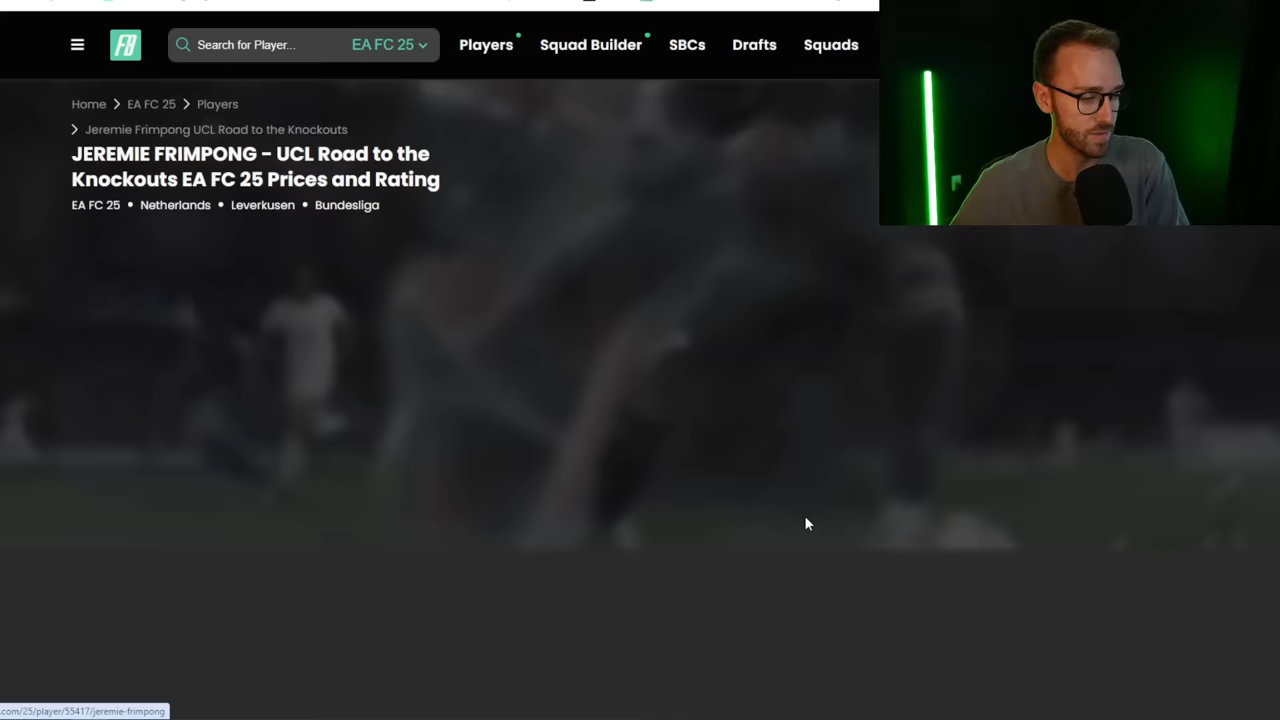 FB
Search for Player...
EA FC 25
Players
Squad Builder
SBCs
Drafts
Squads
Home
EA FC 25
Players
Jeremie Frimpong UCL Road to the Knockouts
JEREMIE FRIMPONG - UCL Road to the
Knockouts EA FC 25 Prices and Rating
EA FC 25 • Netherlands • Leverkusen • Bundesliga
.com/25/player/55417/jeremie-frimpong